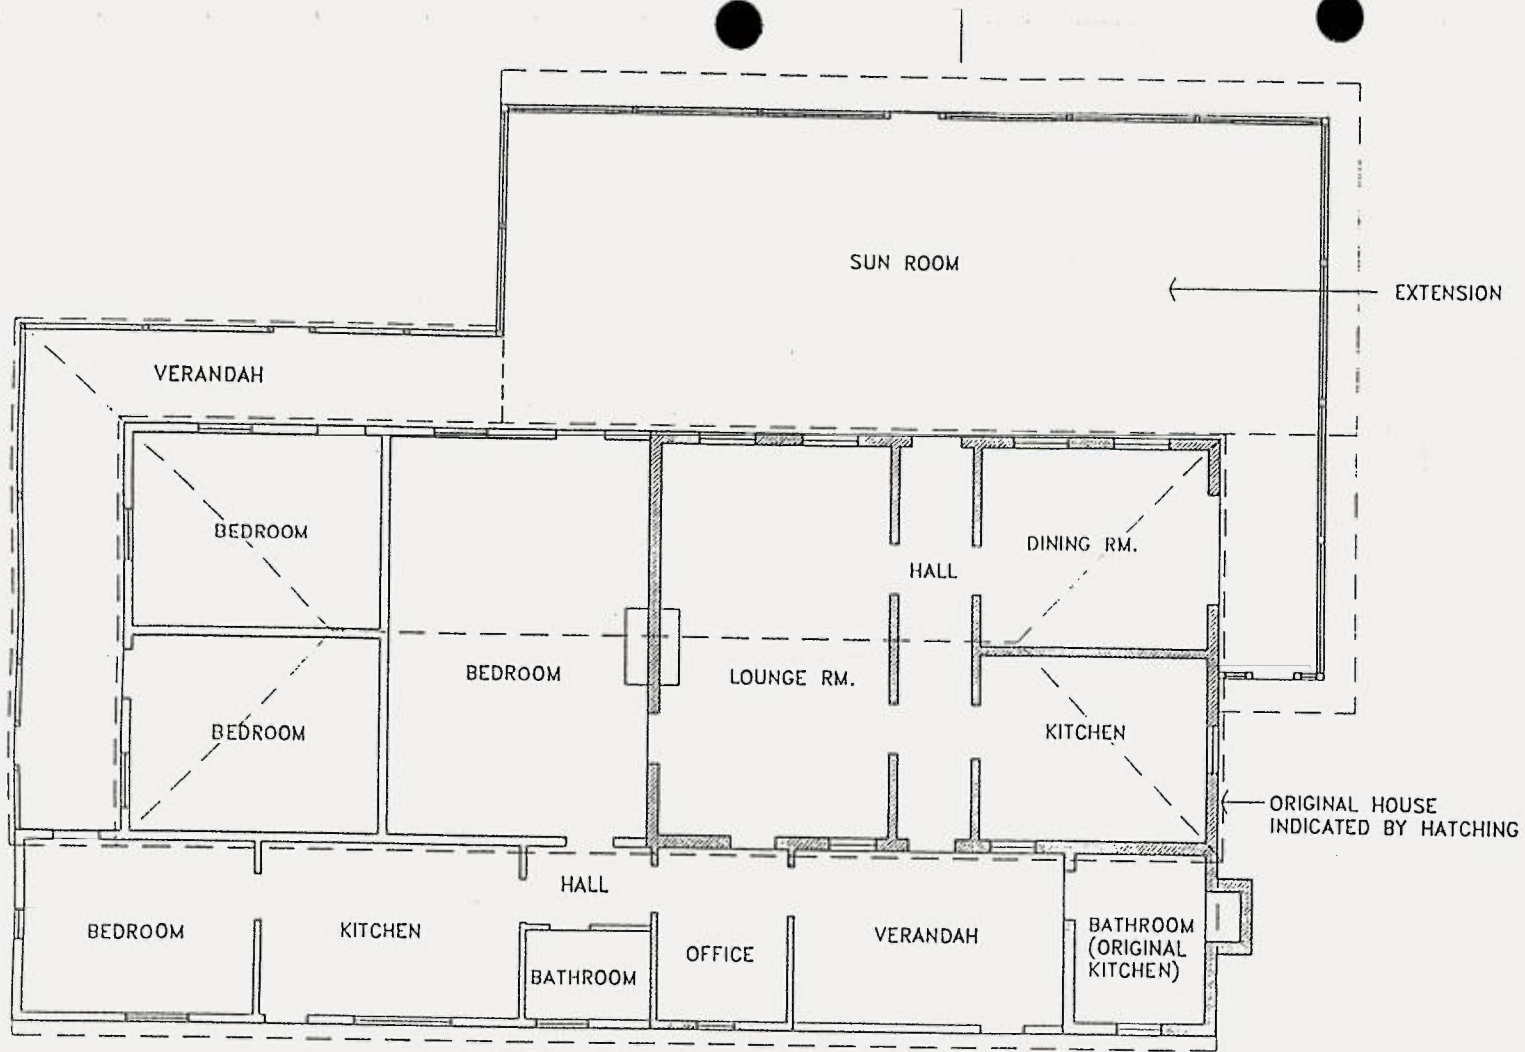 SUN ROOM
EXTENSION
VERANDAH
BEDROOM
DINING RM.
HALL
BEDROOM
LOUNGE RM.
BEDROOM
KITCHEN
ORIGINAL HOUSE
INDICATED BY HATCHING
HALL
BEDROOM
KITCHEN
BATHROOM
OFFICE
VERANDAH
BATHROOM
(ORIGINAL
KITCHEN)